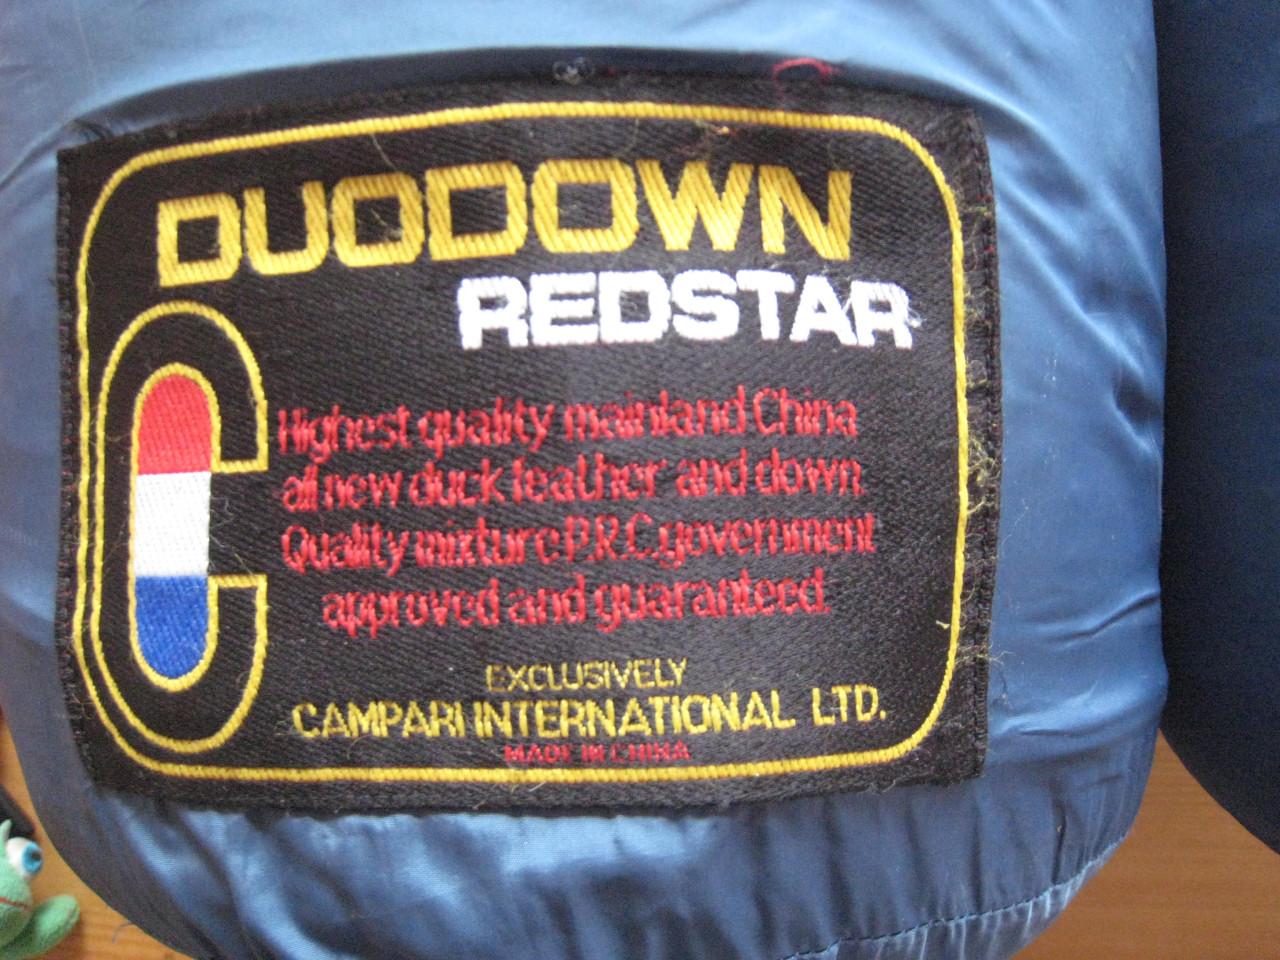 DUODOWN
REDSTAR
Highest quality mainland China
all new duck feather and down.
Quality mixture P.R.C. government
approved and guaranteed.
EXCLUSIVELY
CAMPARI INTERNATIONAL LTD.
MADE IN CHINA